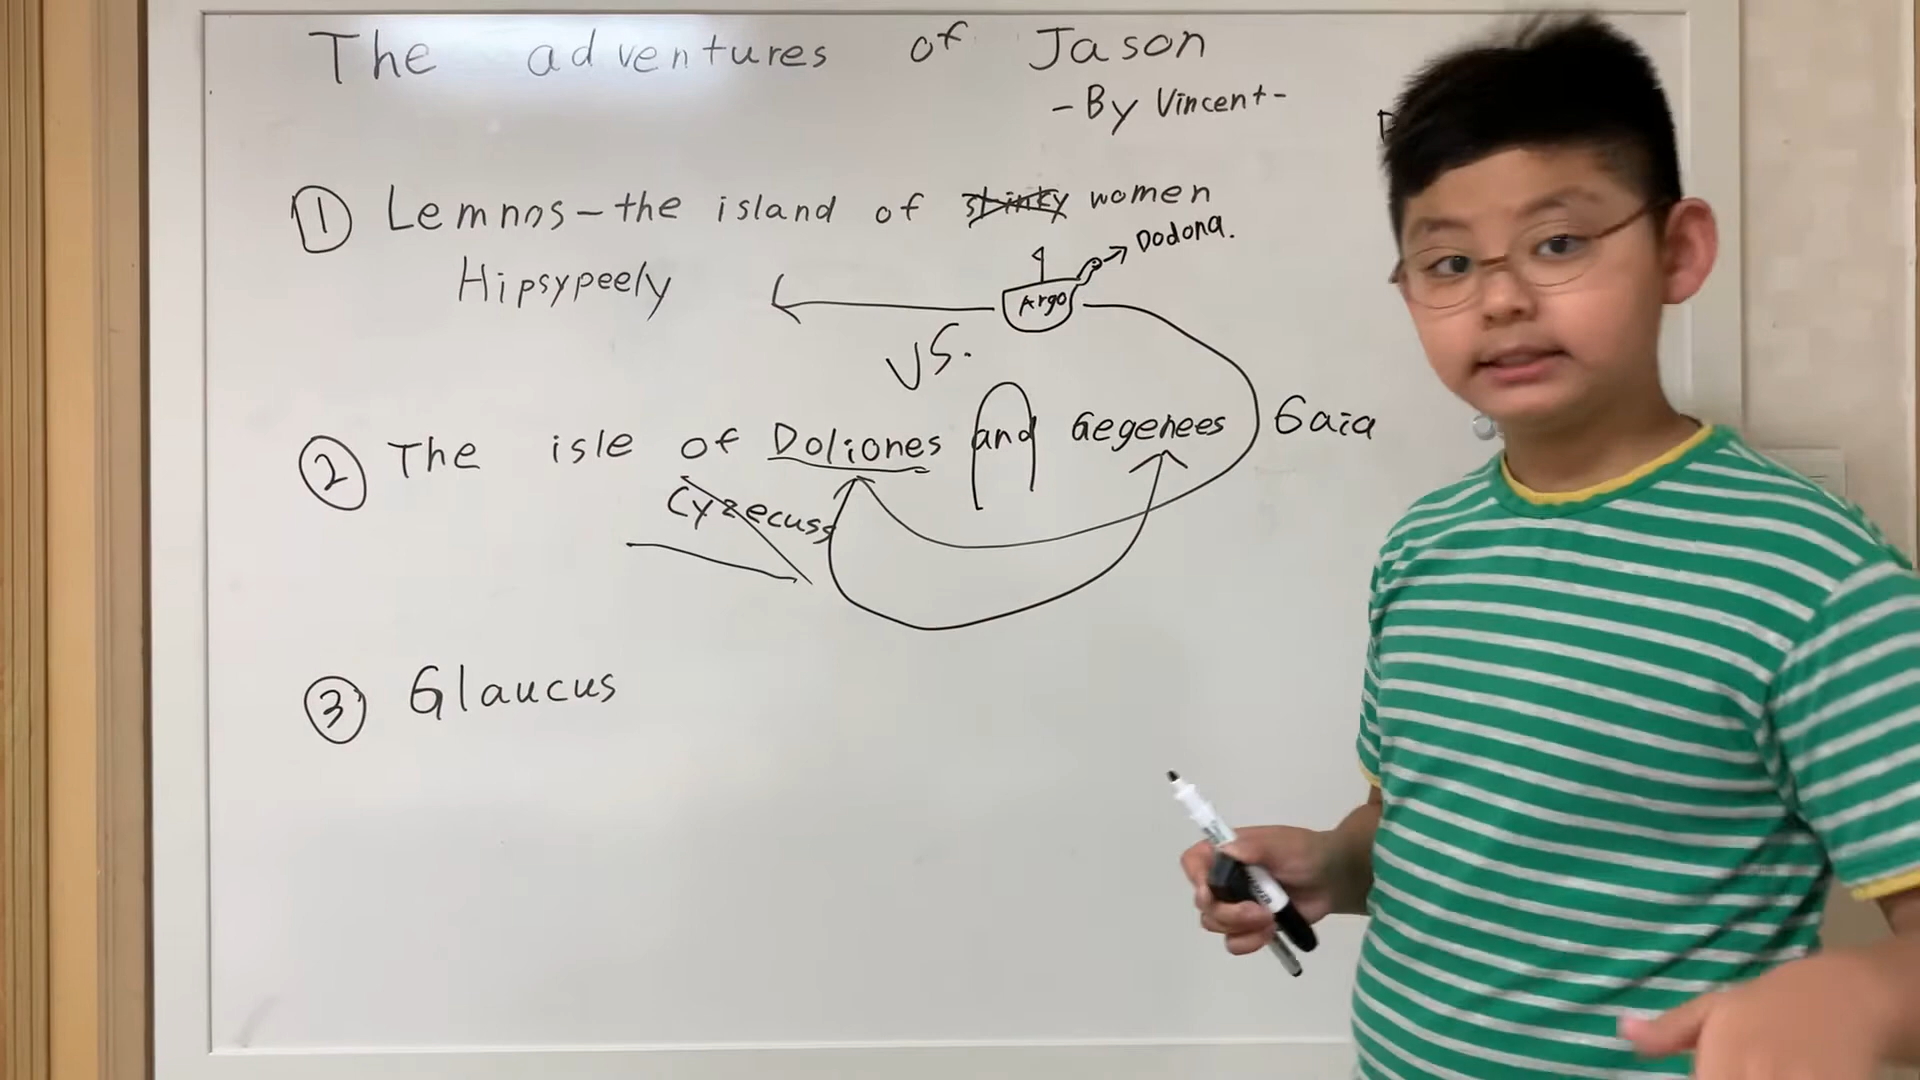 The adventures of Jason
- By Vincent -
① Lemnos - the island of stinky women
Dodona.
Hipsypeely
Argo
VS.
② The isle of Doliones and Gegenees Gaia
Cyzecuss
③ Glaucus